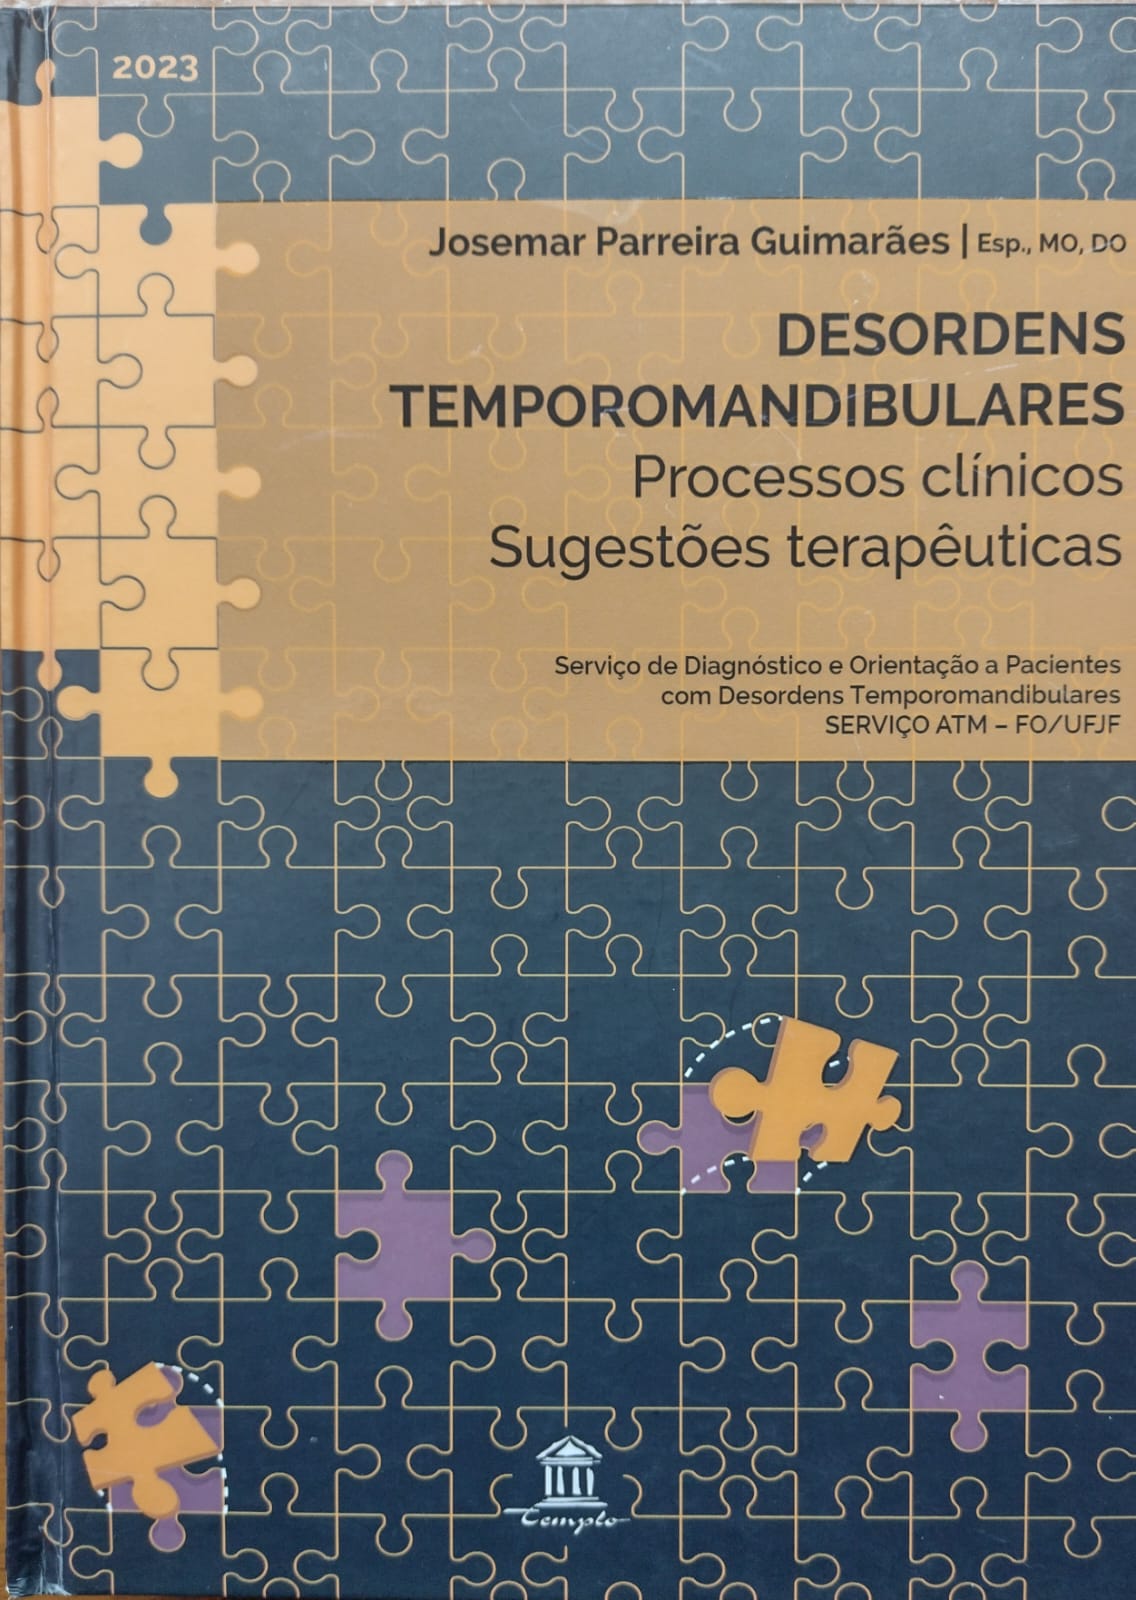 2023
Josemar Parreira Guimarães | Esp., MO, DO
DESORDENS
TEMPOROMANDIBULARES
Processos clínicos
Sugestões terapêuticas
Serviço de Diagnóstico e Orientação a Pacientes
com Desordens Temporomandibulares
SERVIÇO ATM – FO/UFJF
Templo